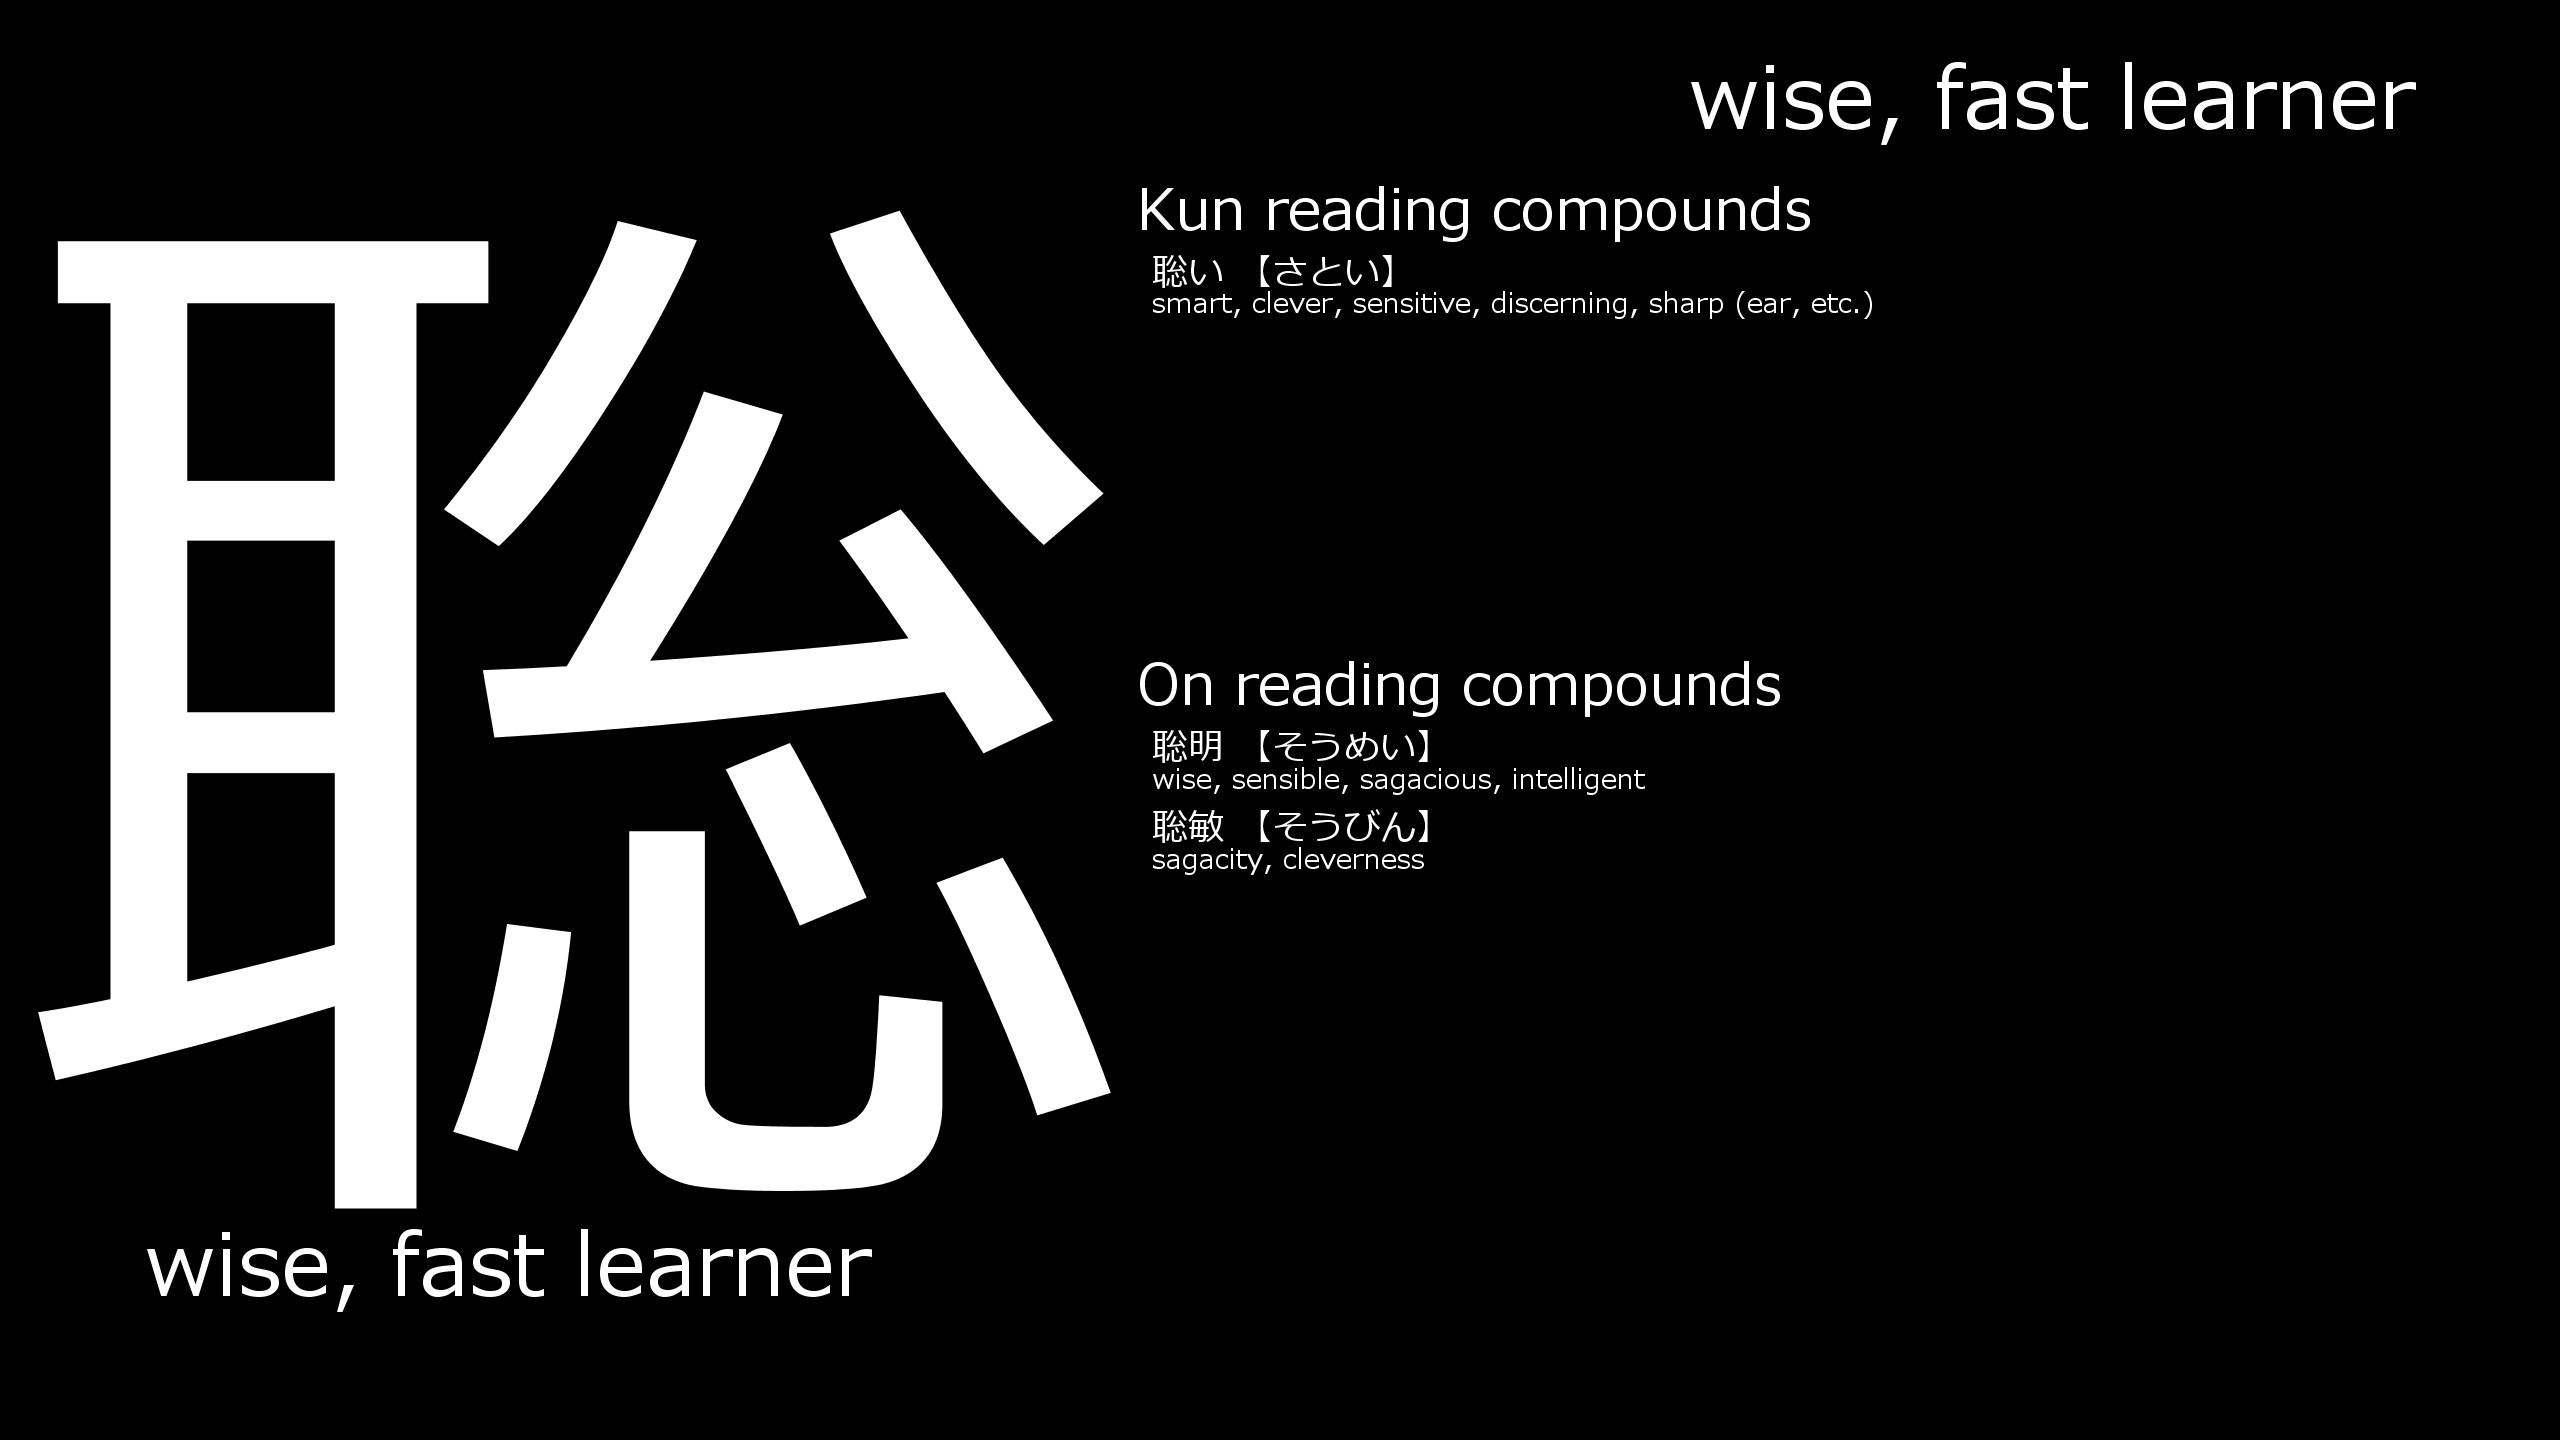 wise, fast learner
聡
wise, fast learner
Kun reading compounds
聡い 【さとい】
smart, clever, sensitive, discerning, sharp (ear, etc.)
On reading compounds
聡明 【そうめい】
wise, sensible, sagacious, intelligent
聡敏 【そうびん】
sagacity, cleverness